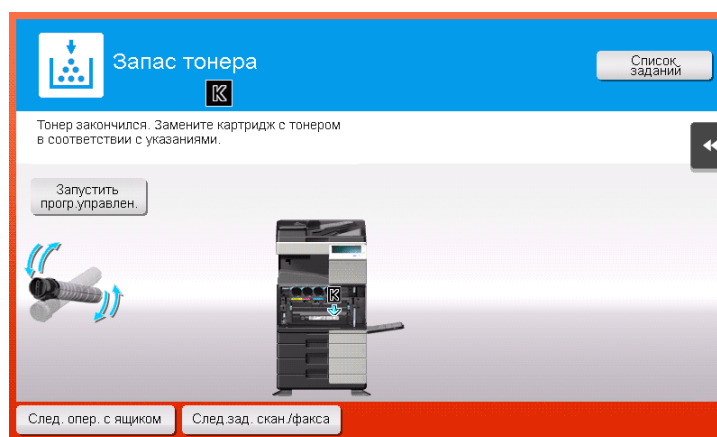 Запас тонера
K
Список
заданий
Тонер закончился. Замените картридж с тонером
в соответствии с указаниями.
Запустить
прогр.управлен.
K
След. опер. с ящиком
След.зад. скан./факса